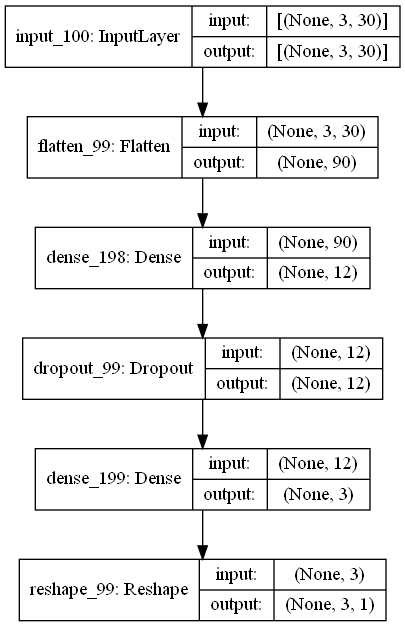 input_100: InputLayer input: [(None, 3, 30)]
output: [(None, 3, 30)]
flatten_99: Flatten input: (None, 3, 30)
output: (None, 90)
dense_198: Dense input: (None, 90)
output: (None, 12)
dropout_99: Dropout input: (None, 12)
output: (None, 12)
dense_199: Dense input: (None, 12)
output: (None, 3)
reshape_99: Reshape input: (None, 3)
output: (None, 3, 1)